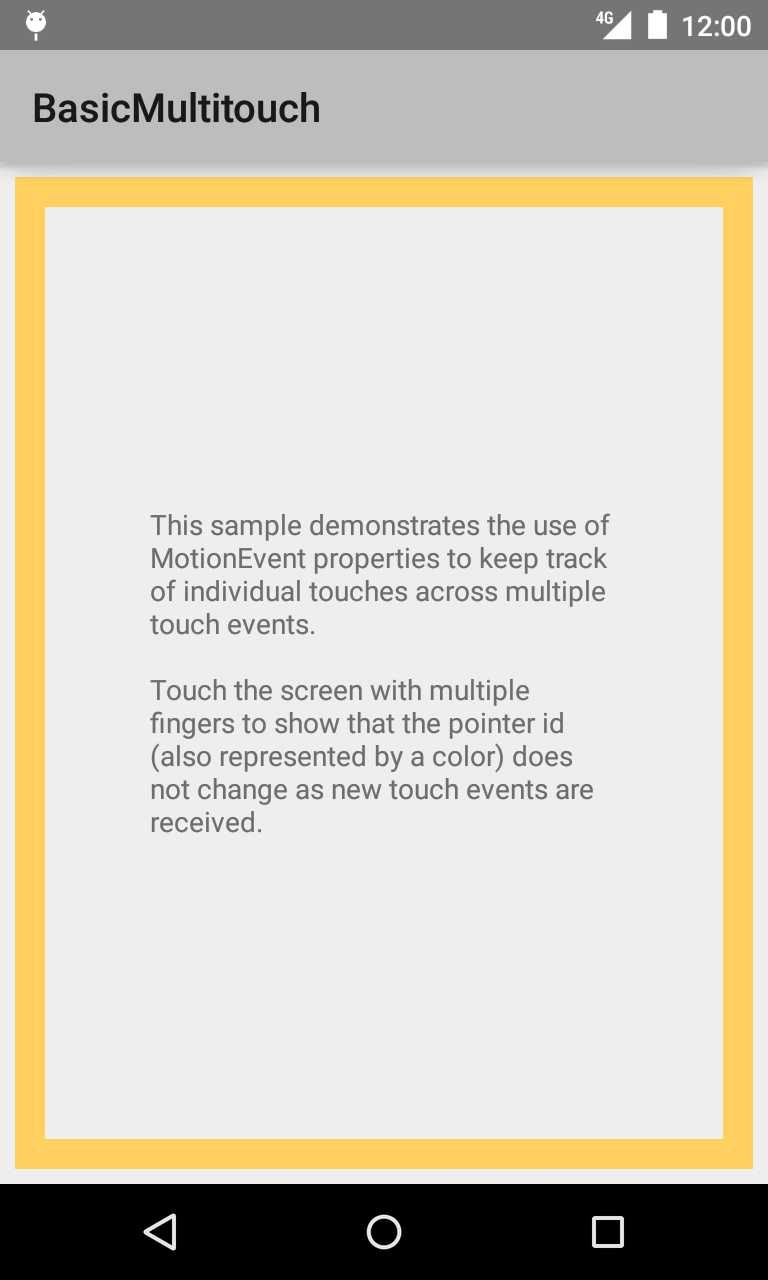 4G 12:00
BasicMultitouch
This sample demonstrates the use of
MotionEvent properties to keep track
of individual touches across multiple
touch events.
Touch the screen with multiple
fingers to show that the pointer id
(also represented by a color) does
not change as new touch events are
received.